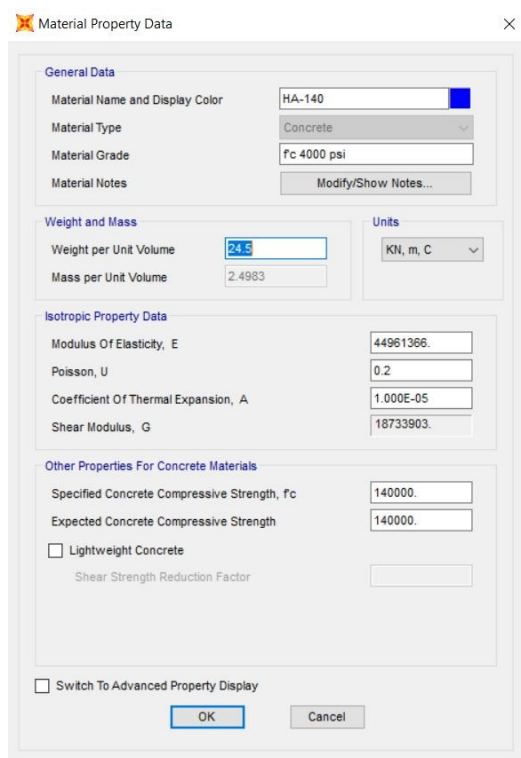 Material Property Data
General Data
Material Name and Display Color HA-140
Material Type Concrete
Material Grade f'c 4000 psi
Material Notes Modify/Show Notes...
Weight and Mass Units
Weight per Unit Volume 24.5 KN, m, C
Mass per Unit Volume 2.4983
Isotropic Property Data
Modulus Of Elasticity, E 44961366.
Poisson, U 0.2
Coefficient Of Thermal Expansion, A 1.000E-05
Shear Modulus, G 18733903.
Other Properties For Concrete Materials
Specified Concrete Compressive Strength, f'c 140000.
Expected Concrete Compressive Strength 140000.
Lightweight Concrete
Shear Strength Reduction Factor
Switch To Advanced Property Display
OK Cancel